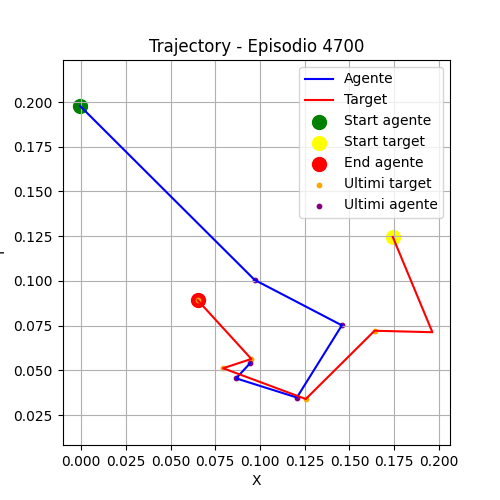 Trajectory - Episodio 4700
Agente
Target
Start agente
Start target
End agente
Ultimi target
Ultimi agente
0.200
0.175
0.150
0.125
0.100
0.075
0.050
0.025
0.000 0.025 0.050 0.075 0.100 0.125 0.150 0.175 0.200
X